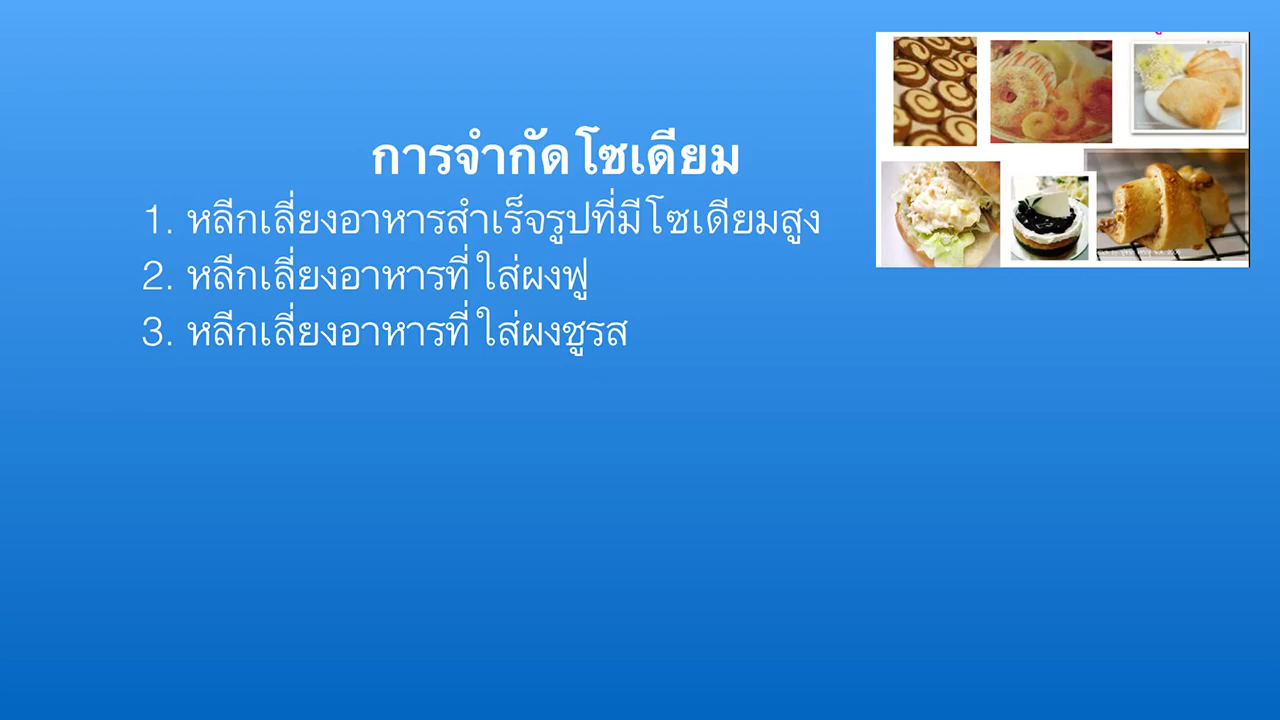 การจำกัดโซเดียม
1. หลีกเลี่ยงอาหารสำเร็จรูปที่มีโซเดียมสูง
2. หลีกเลี่ยงอาหารที่ใส่ผงฟู
3. หลีกเลี่ยงอาหารที่ใส่ผงชูรส